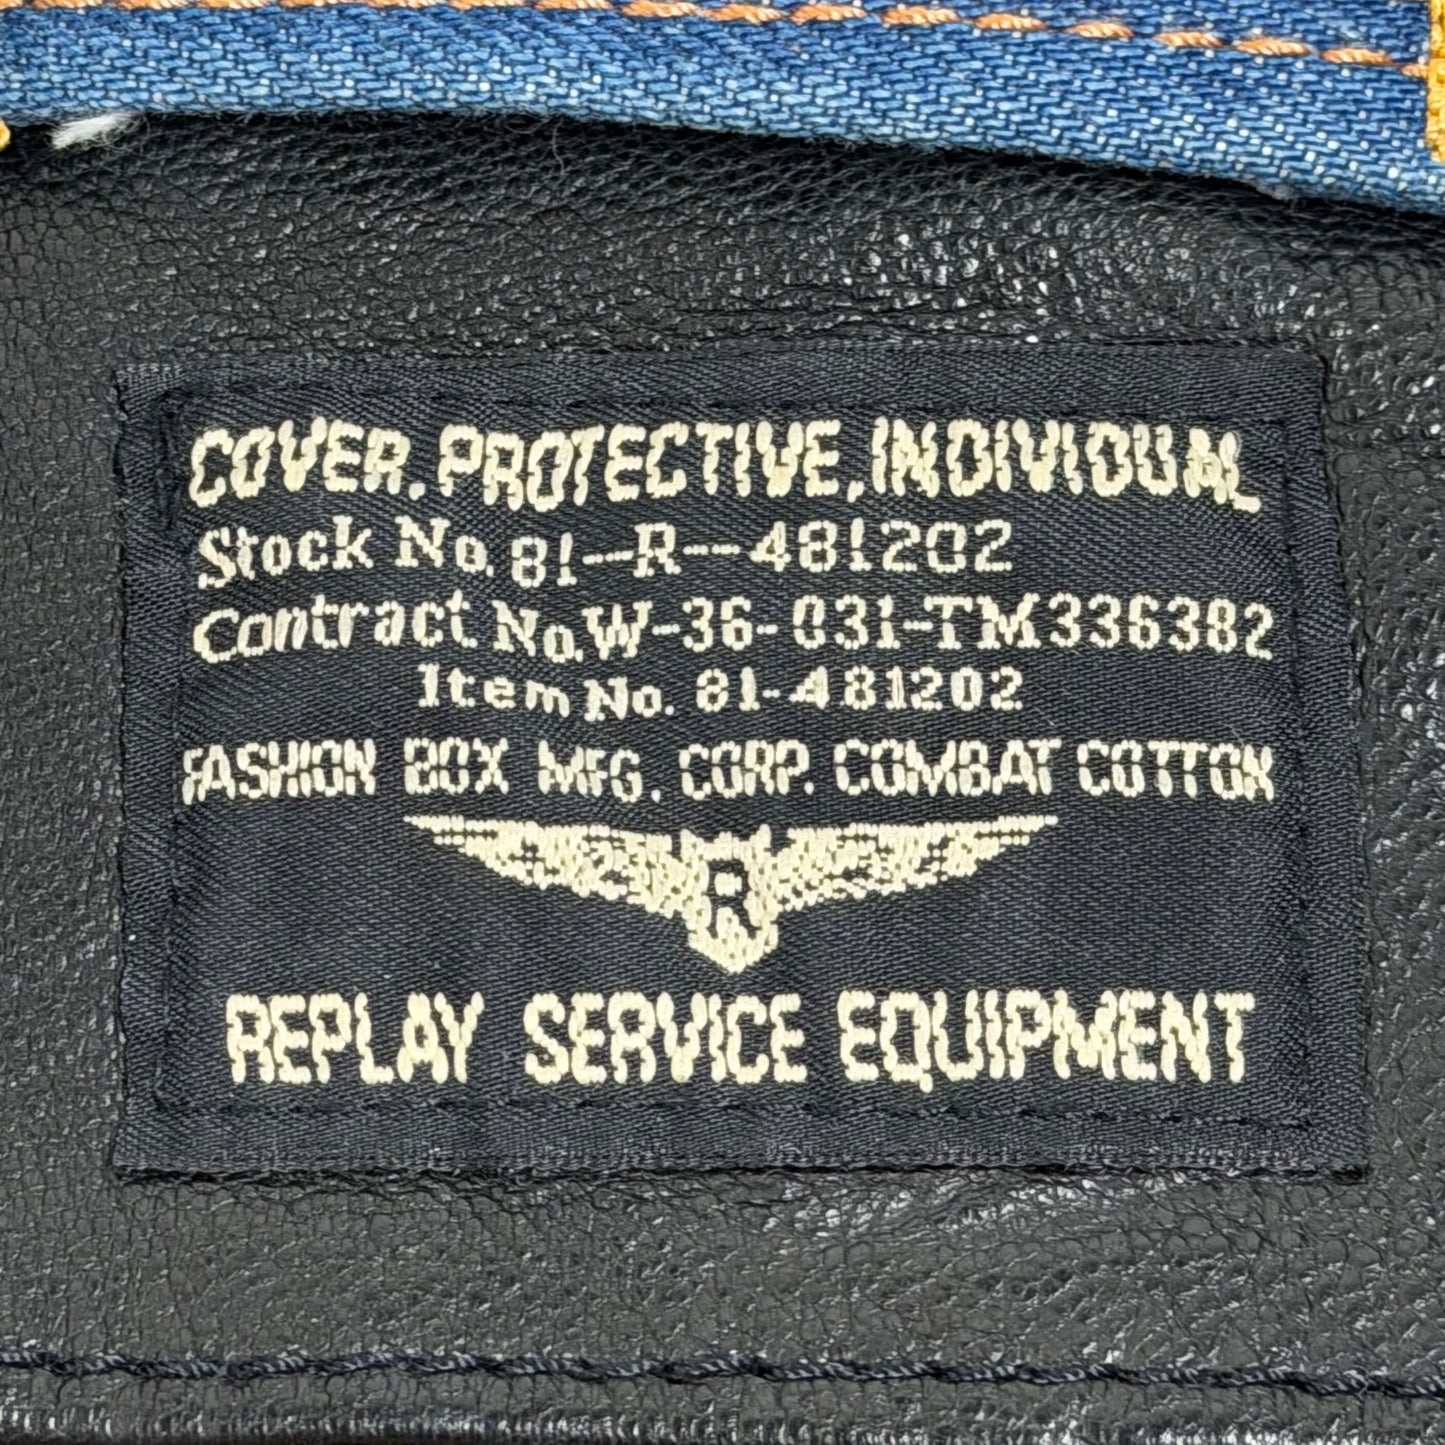 COVER. PROTECTIVE, INDIVIDUAL
Stock No. 81--R--481202
Contract No. W-36-031-TM336382
Item No. 81-481202
FASHION BOX MFG. CORP. COMBAT COTTON
R
REPLAY SERVICE EQUIPMENT